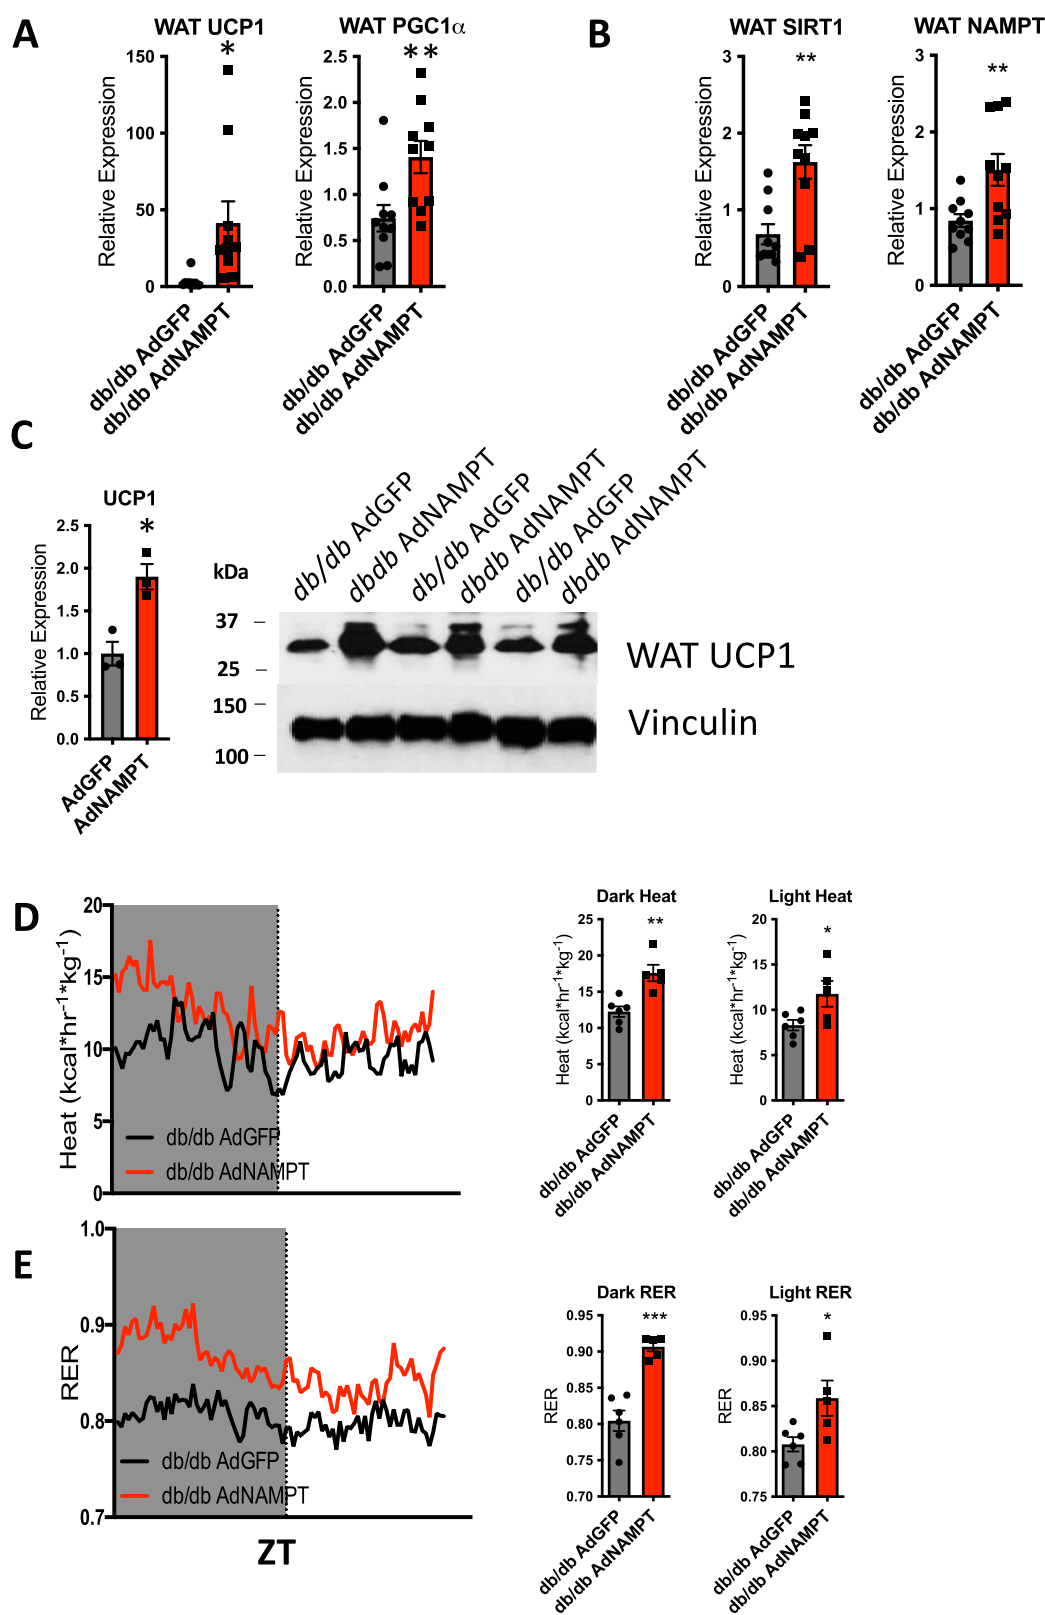 A
WAT UCP1
*
Relative Expression
150
100
50
0
db/db AdGFP
db/db AdNAMPT
WAT PGC1α
**
Relative Expression
2.5
2.0
1.5
1.0
0.5
0.0
db/db AdGFP
db/db AdNAMPT
B
WAT SIRT1
**
Relative Expression
3
2
1
0
db/db AdGFP
db/db AdNAMPT
WAT NAMPT
**
Relative Expression
3
2
1
0
db/db AdGFP
db/db AdNAMPT
C
UCP1
*
Relative Expression
2.5
2.0
1.5
1.0
0.5
0.0
AdGFP
AdNAMPT
db/db AdGFP
dbdb AdNAMPT
db/db AdGFP
dbdb AdNAMPT
db/db AdGFP
dbdb AdNAMPT
kDa
37
25
WAT UCP1
150
100
Vinculin
D
Heat (kcal*hr-1*kg-1)
20
15
10
5
0
db/db AdGFP
db/db AdNAMPT
Dark Heat
**
Heat (kcal*hr-1*kg-1)
25
20
15
10
5
0
db/db AdGFP
db/db AdNAMPT
Light Heat
*
Heat (kcal*hr-1*kg-1)
20
15
10
5
0
db/db AdGFP
db/db AdNAMPT
E
RER
1.0
0.9
0.8
0.7
db/db AdGFP
db/db AdNAMPT
ZT
Dark RER
***
RER
0.95
0.90
0.85
0.80
0.75
0.70
db/db AdGFP
db/db AdNAMPT
Light RER
*
RER
0.95
0.90
0.85
0.80
0.75
db/db AdGFP
db/db AdNAMPT